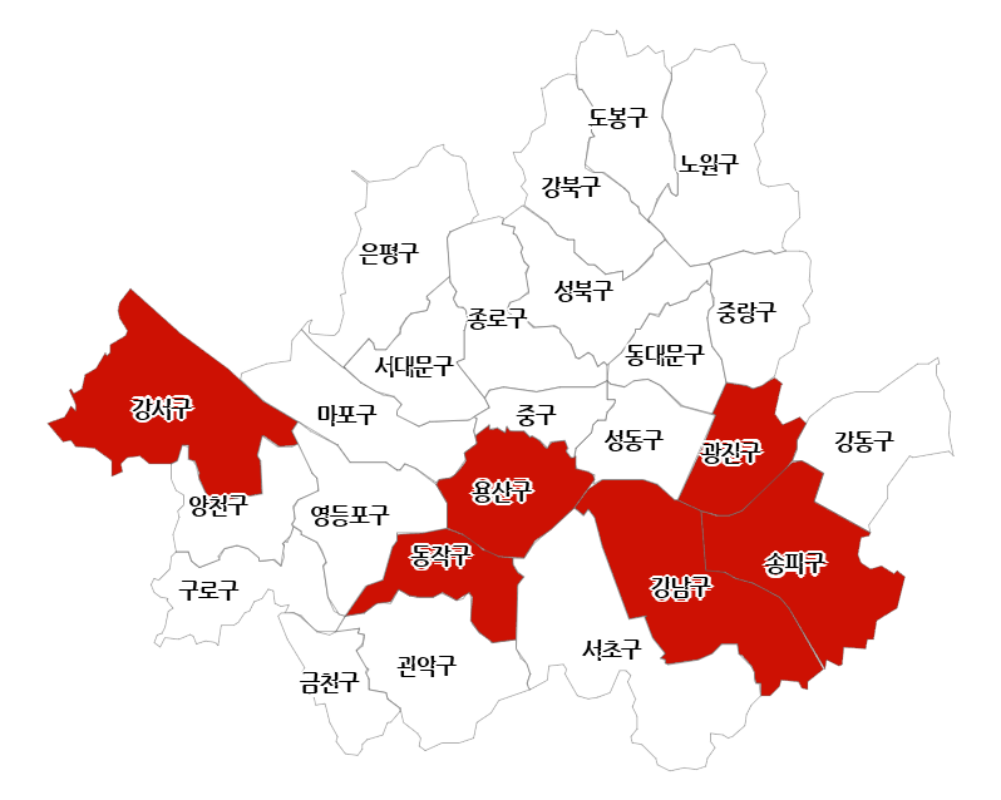 도봉구
노원구
강북구
은평구
성북구
중랑구
종로구
동대문구
서대문구
강서구
마포구
중구
성동구
강동구
광진구
용산구
양천구
영등포구
동작구
송파구
구로구
강남구
서초구
관악구
금천구